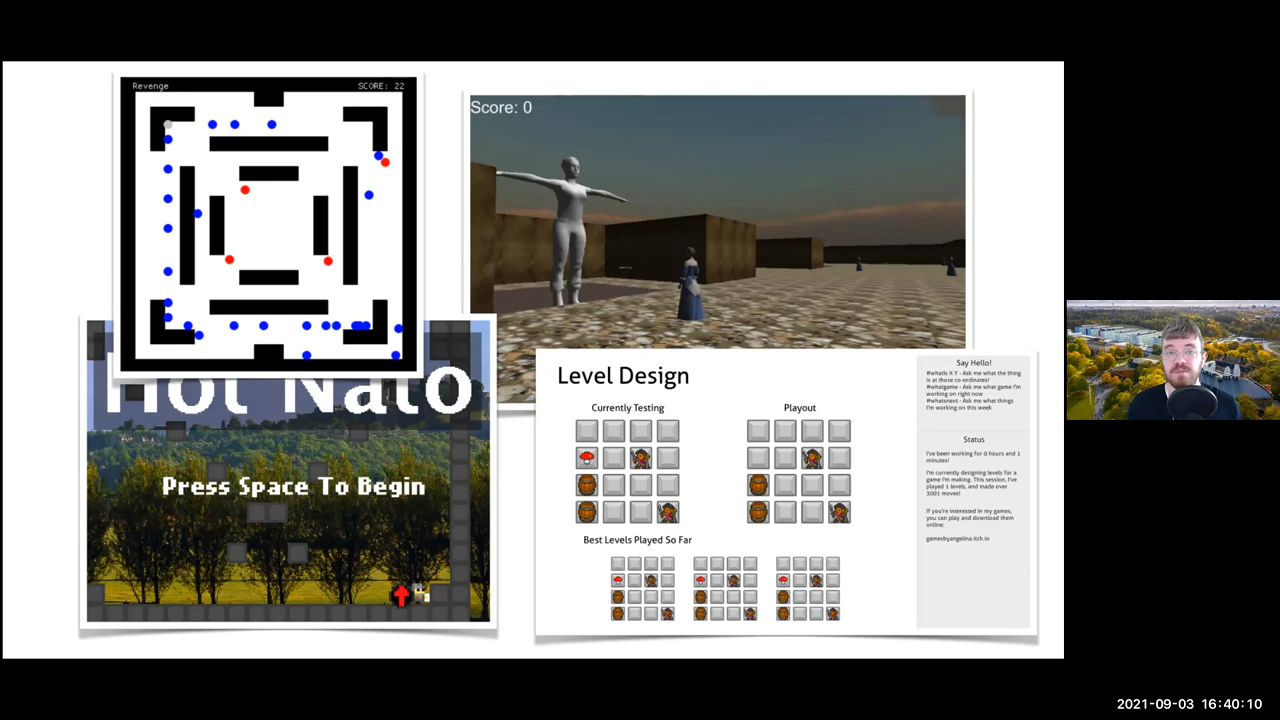 Revenge
SCORE: 22
Score: 0
Press Space To Begin
Level Design
Currently Testing
Playout
Best Levels Played So Far
Say Hello!
#whatis X Y - Ask me what the thing
is at those co-ordinates!
#whatgame - Ask me what game I'm
working on right now
#whatsnext - Ask me what things
I'm working on this week
Status
I've been working for 0 hours and 1
minutes!
I'm currently designing levels for a
game I'm making. This session, I've
played 1 levels, and made over
3001 moves!
If you're interested in my games,
you can play and download them
online:
gamesbyangelina.itch.io
2021-09-03 16:40:10